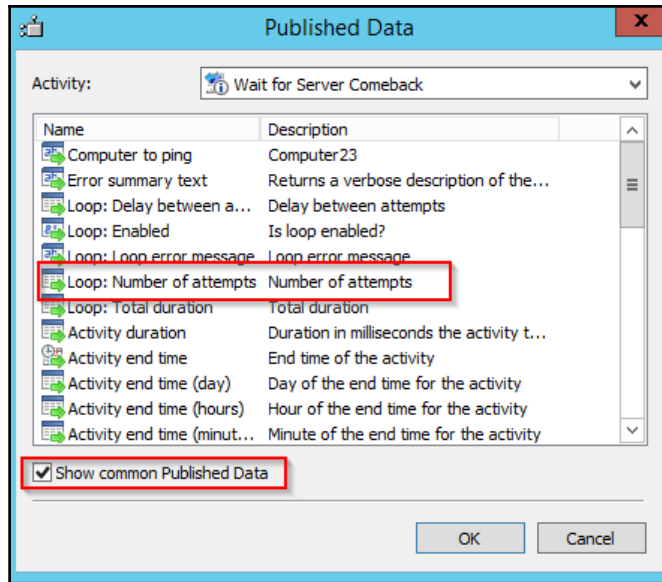 Published Data
x
Activity: Wait for Server Comeback
Name Description
Computer to ping Computer23
Error summary text Returns a verbose description of the...
Loop: Delay between a... Delay between attempts
Loop: Enabled Is loop enabled?
Loop: Loop error message Loop error message
Loop: Number of attempts Number of attempts
Loop: Total duration Total duration
Activity duration Duration in milliseconds the activity t...
Activity end time End time of the activity
Activity end time (day) Day of the end time for the activity
Activity end time (hours) Hour of the end time for the activity
Activity end time (minut... Minute of the end time for the activity
Show common Published Data
OK Cancel